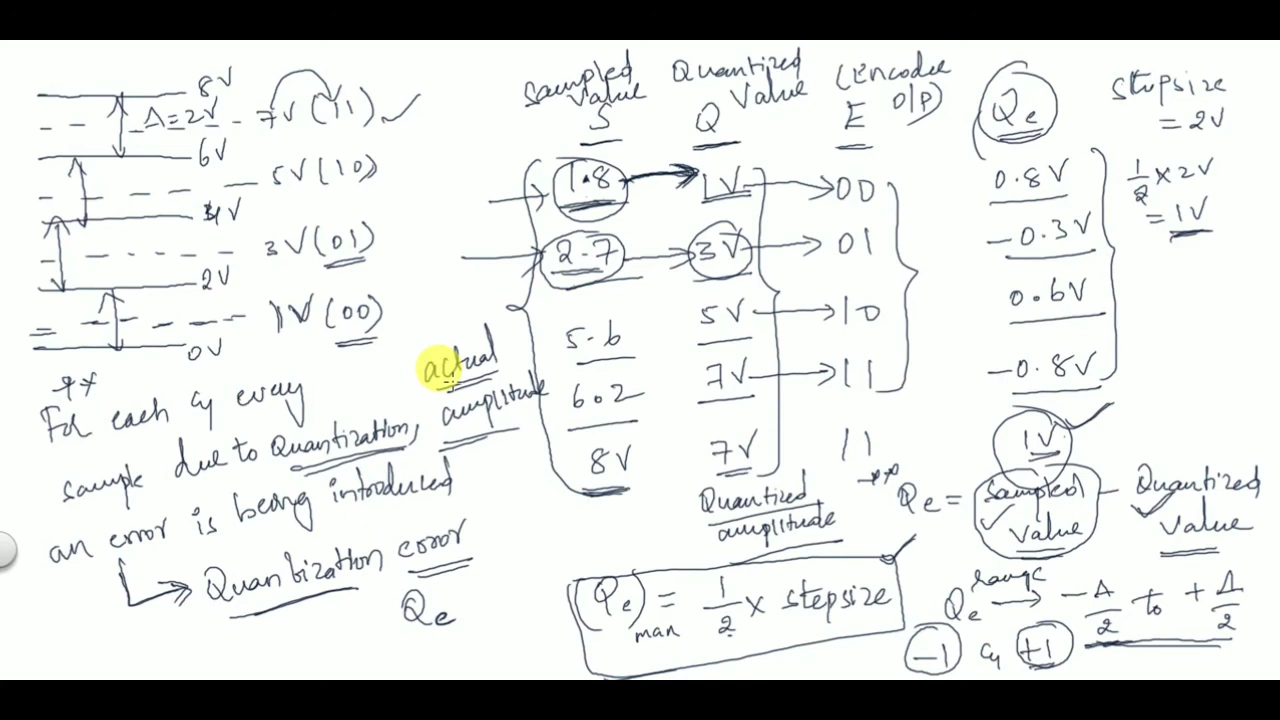 8V
Δ=2V 7V (11)
6V
5V (10)
4V
3V (01)
2V
1V (00)
0V
**
For each & every
sample due to Quantization, actual amplitude
an error is being introduced
Quantization error
Qe
Sampled Value S
Quantized Value Q
(Encoder O/P) E
Qe
1.8 1V 00 0.8V
2.7 3V 01 -0.3V
5.6 5V 10 0.6V
6.2 7V 11 -0.8V
8V 7V 11 1V
Quantized amplitude
stepsize
= 2V
1/2 × 2V
= 1V
** Qe = Sampled Value - Quantized Value
(Qe)man = 1/2 × stepsize
Qe range → -Δ/2 to +Δ/2
-1 & +1